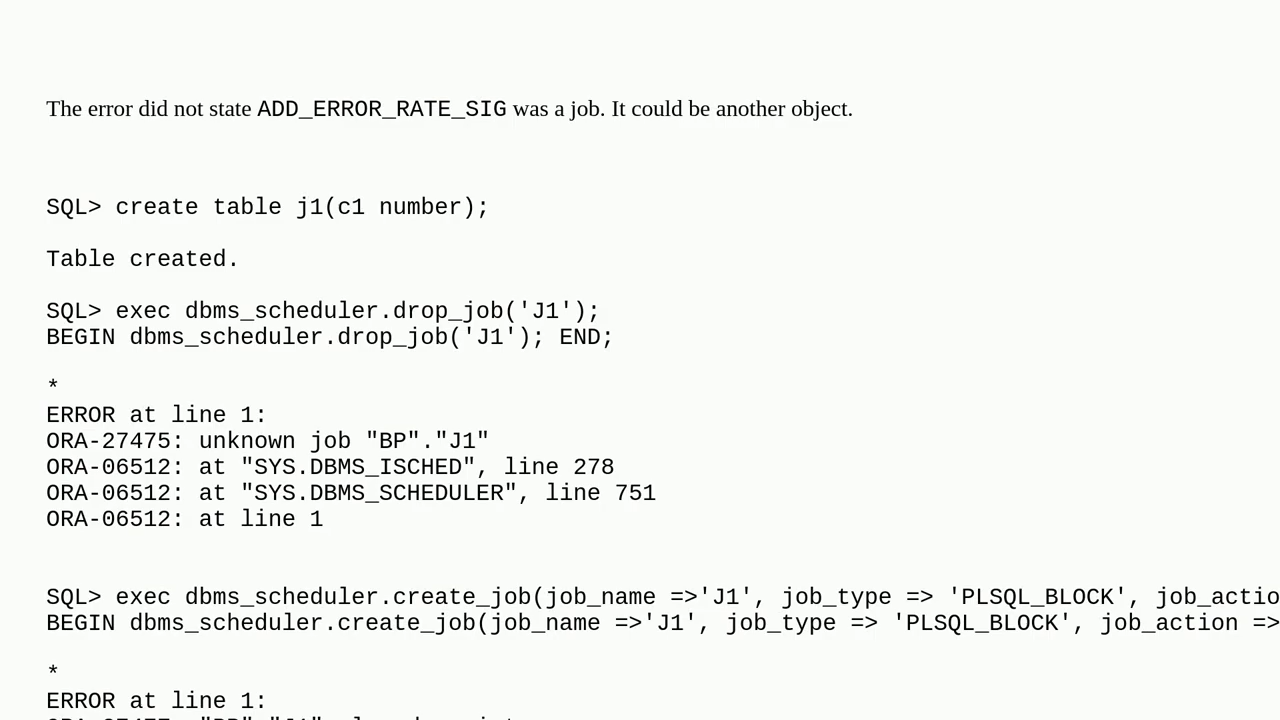 The error did not state ADD_ERROR_RATE_SIG was a job. It could be another object.
SQL> create table j1(c1 number);
Table created.
SQL> exec dbms_scheduler.drop_job('J1');
BEGIN dbms_scheduler.drop_job('J1'); END;
*
ERROR at line 1:
ORA-27475: unknown job "BP"."J1"
ORA-06512: at "SYS.DBMS_ISCHED", line 278
ORA-06512: at "SYS.DBMS_SCHEDULER", line 751
ORA-06512: at line 1
SQL> exec dbms_scheduler.create_job(job_name =>'J1', job_type => 'PLSQL_BLOCK', job_actio
BEGIN dbms_scheduler.create_job(job_name =>'J1', job_type => 'PLSQL_BLOCK', job_action =>
*
ERROR at line 1: